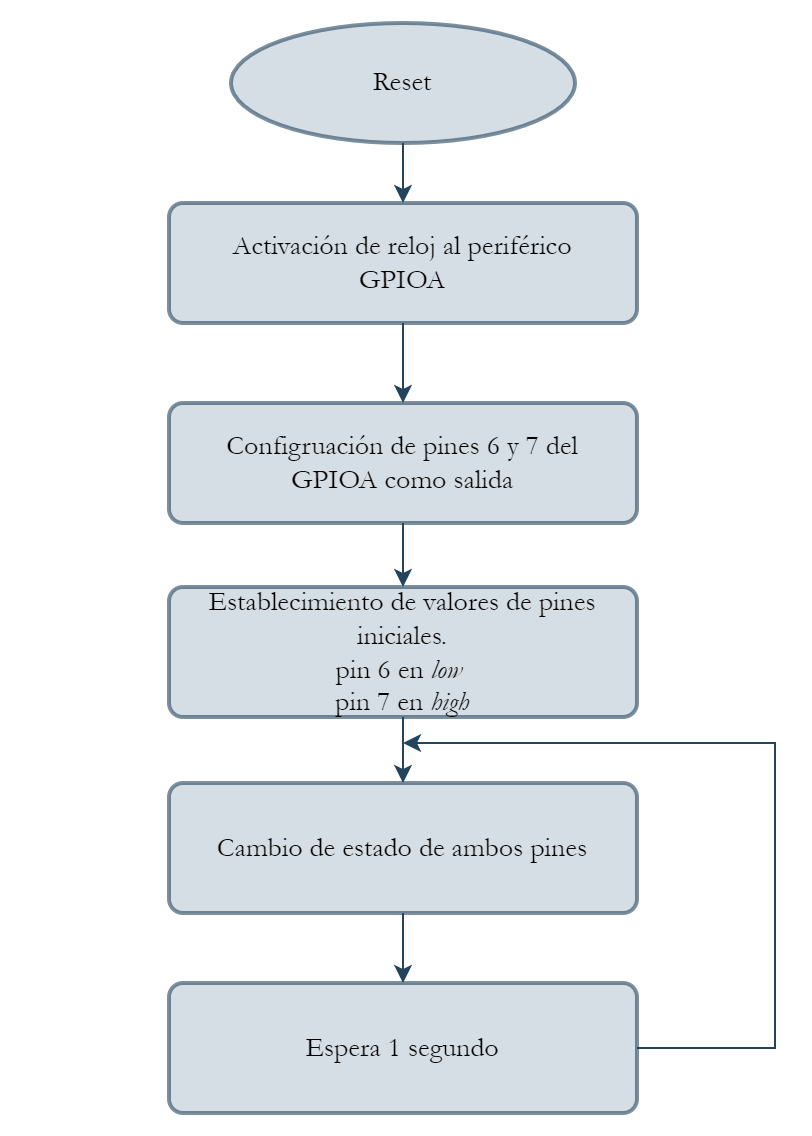 Reset
Activación de reloj al periférico
GPIOA
Configruación de pines 6 y 7 del
GPIOA como salida
Establecimiento de valores de pines
iniciales.
pin 6 en low
pin 7 en high
Cambio de estado de ambos pines
Espera 1 segundo